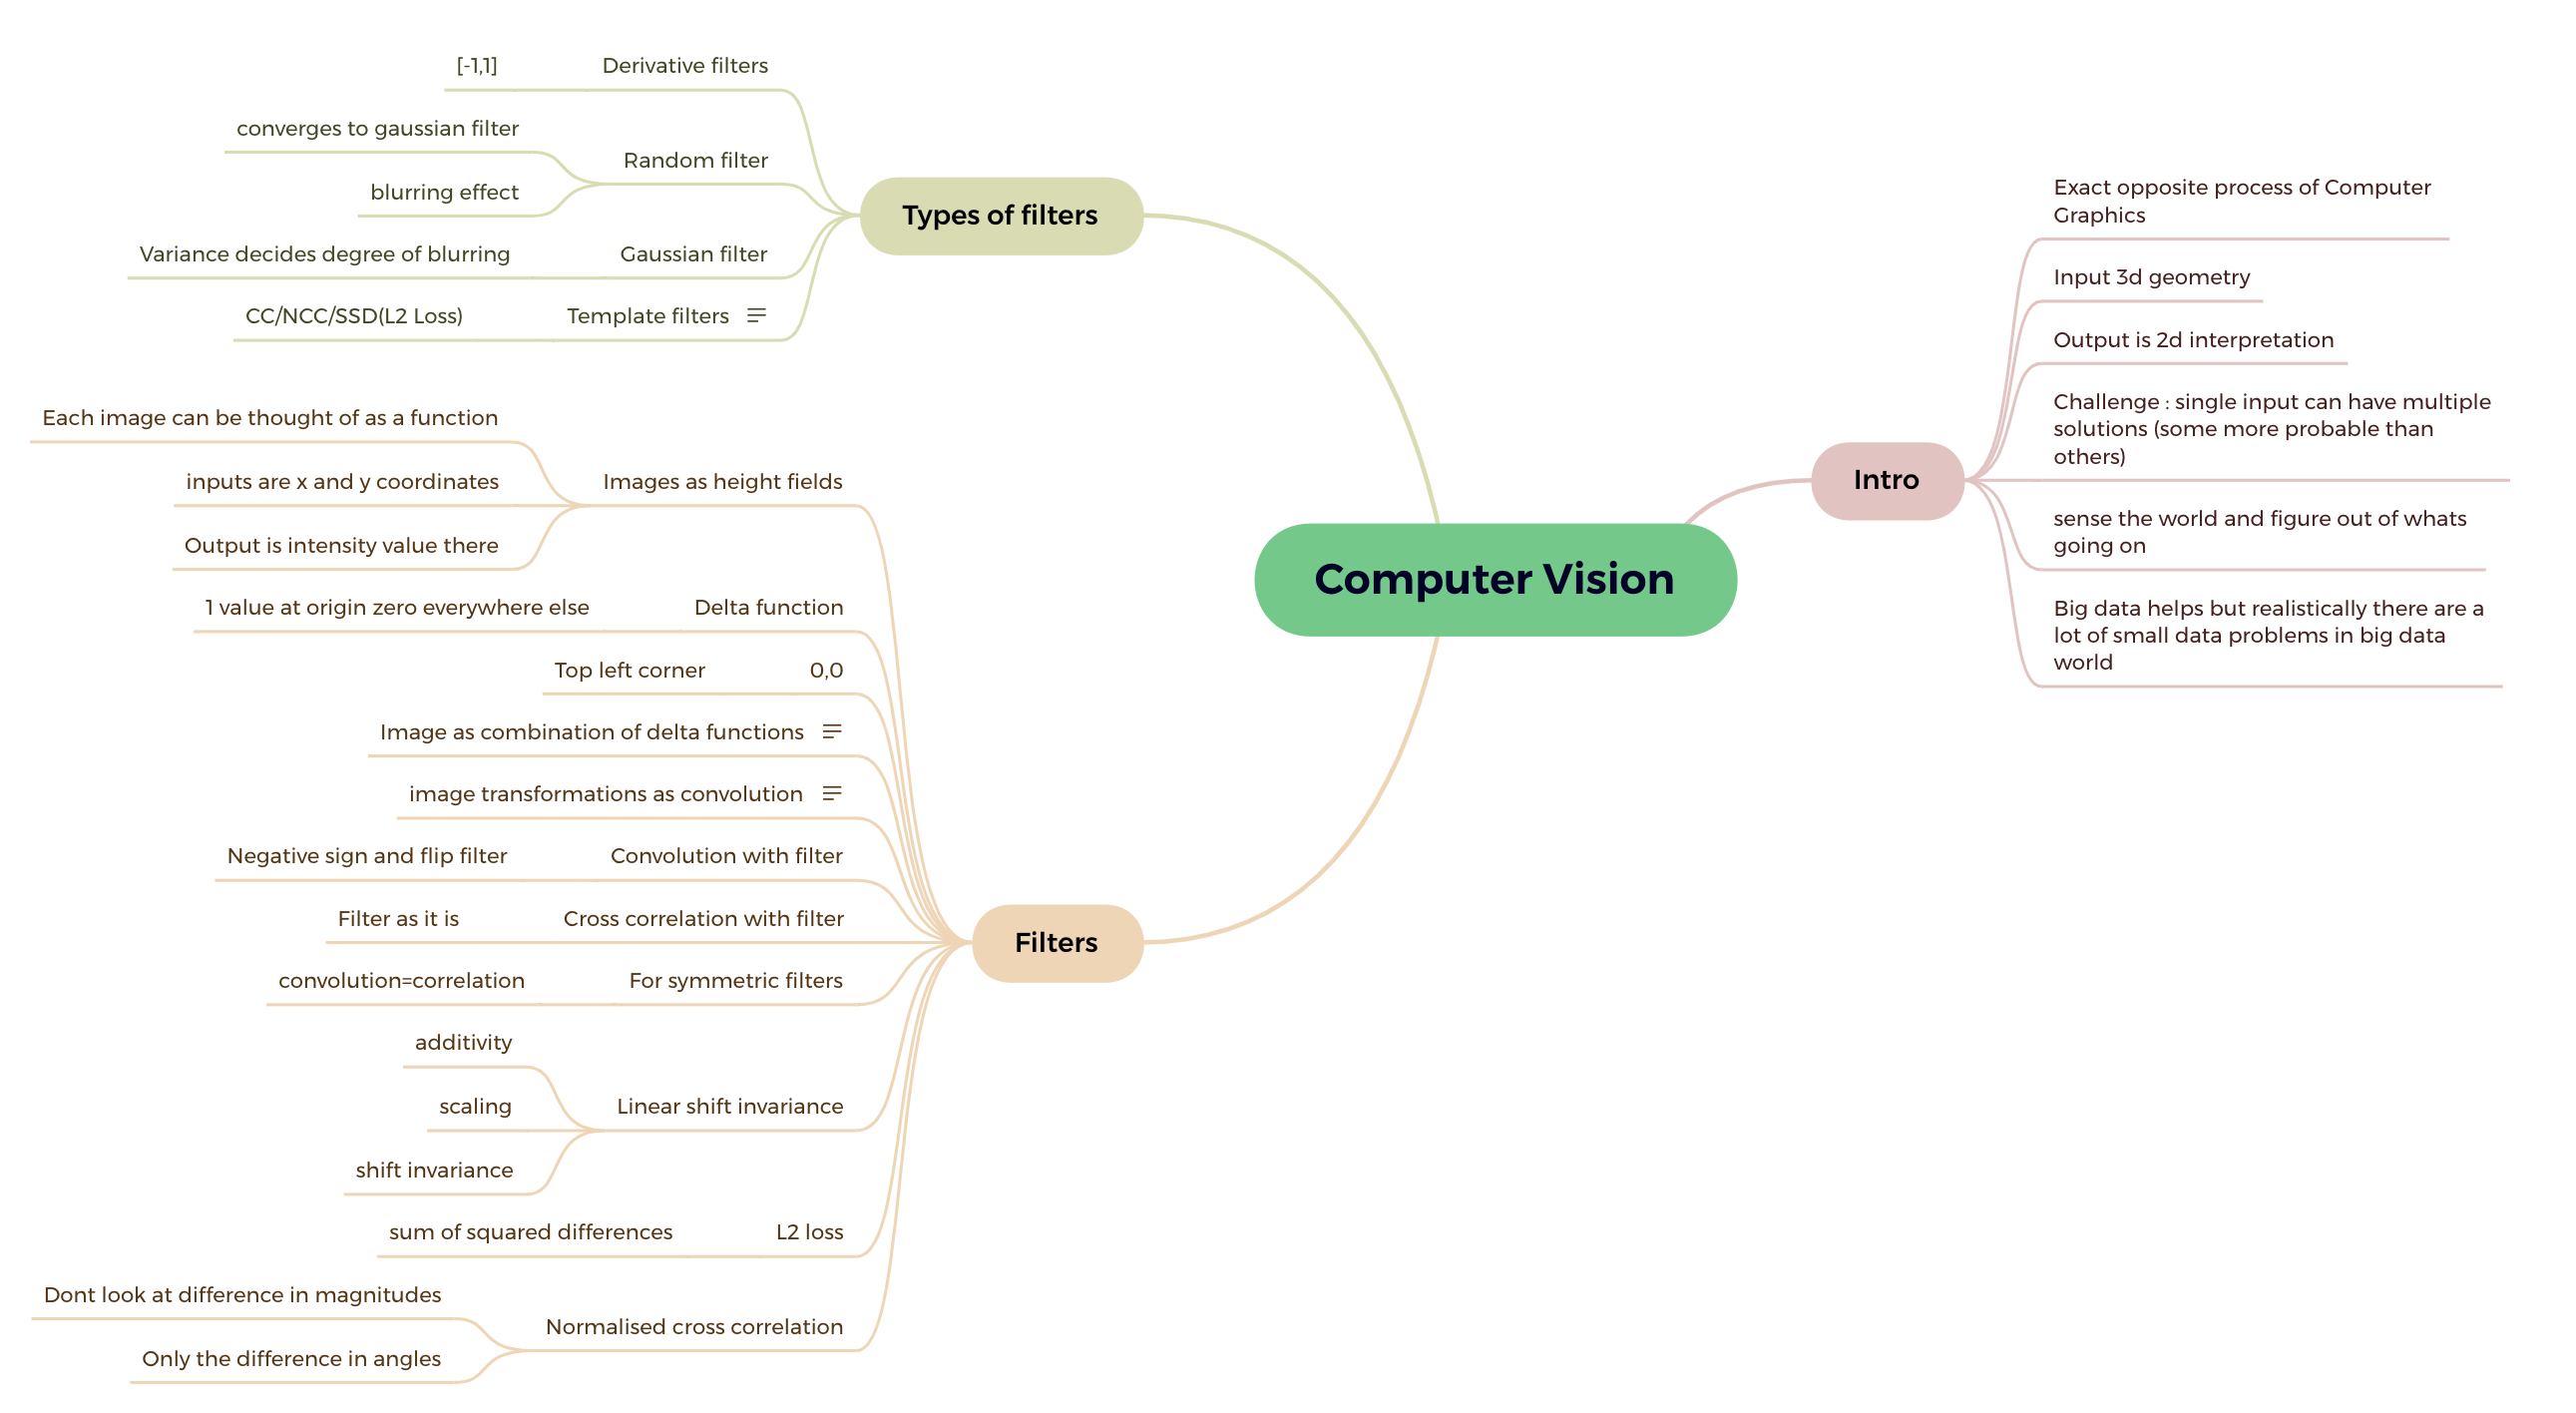 Computer Vision
Types of filters
Derivative filters
[-1,1]
Random filter
converges to gaussian filter
blurring effect
Gaussian filter
Variance decides degree of blurring
Template filters
CC/NCC/SSD(L2 Loss)
Filters
Images as height fields
Each image can be thought of as a function
inputs are x and y coordinates
Output is intensity value there
Delta function
1 value at origin zero everywhere else
0,0
Top left corner
Image as combination of delta functions
image transformations as convolution
Convolution with filter
Negative sign and flip filter
Cross correlation with filter
Filter as it is
For symmetric filters
convolution=correlation
Linear shift invariance
additivity
scaling
shift invariance
L2 loss
sum of squared differences
Normalised cross correlation
Dont look at difference in magnitudes
Only the difference in angles
Intro
Exact opposite process of Computer
Graphics
Input 3d geometry
Output is 2d interpretation
Challenge : single input can have multiple
solutions (some more probable than
others)
sense the world and figure out of whats
going on
Big data helps but realistically there are a
lot of small data problems in big data
world